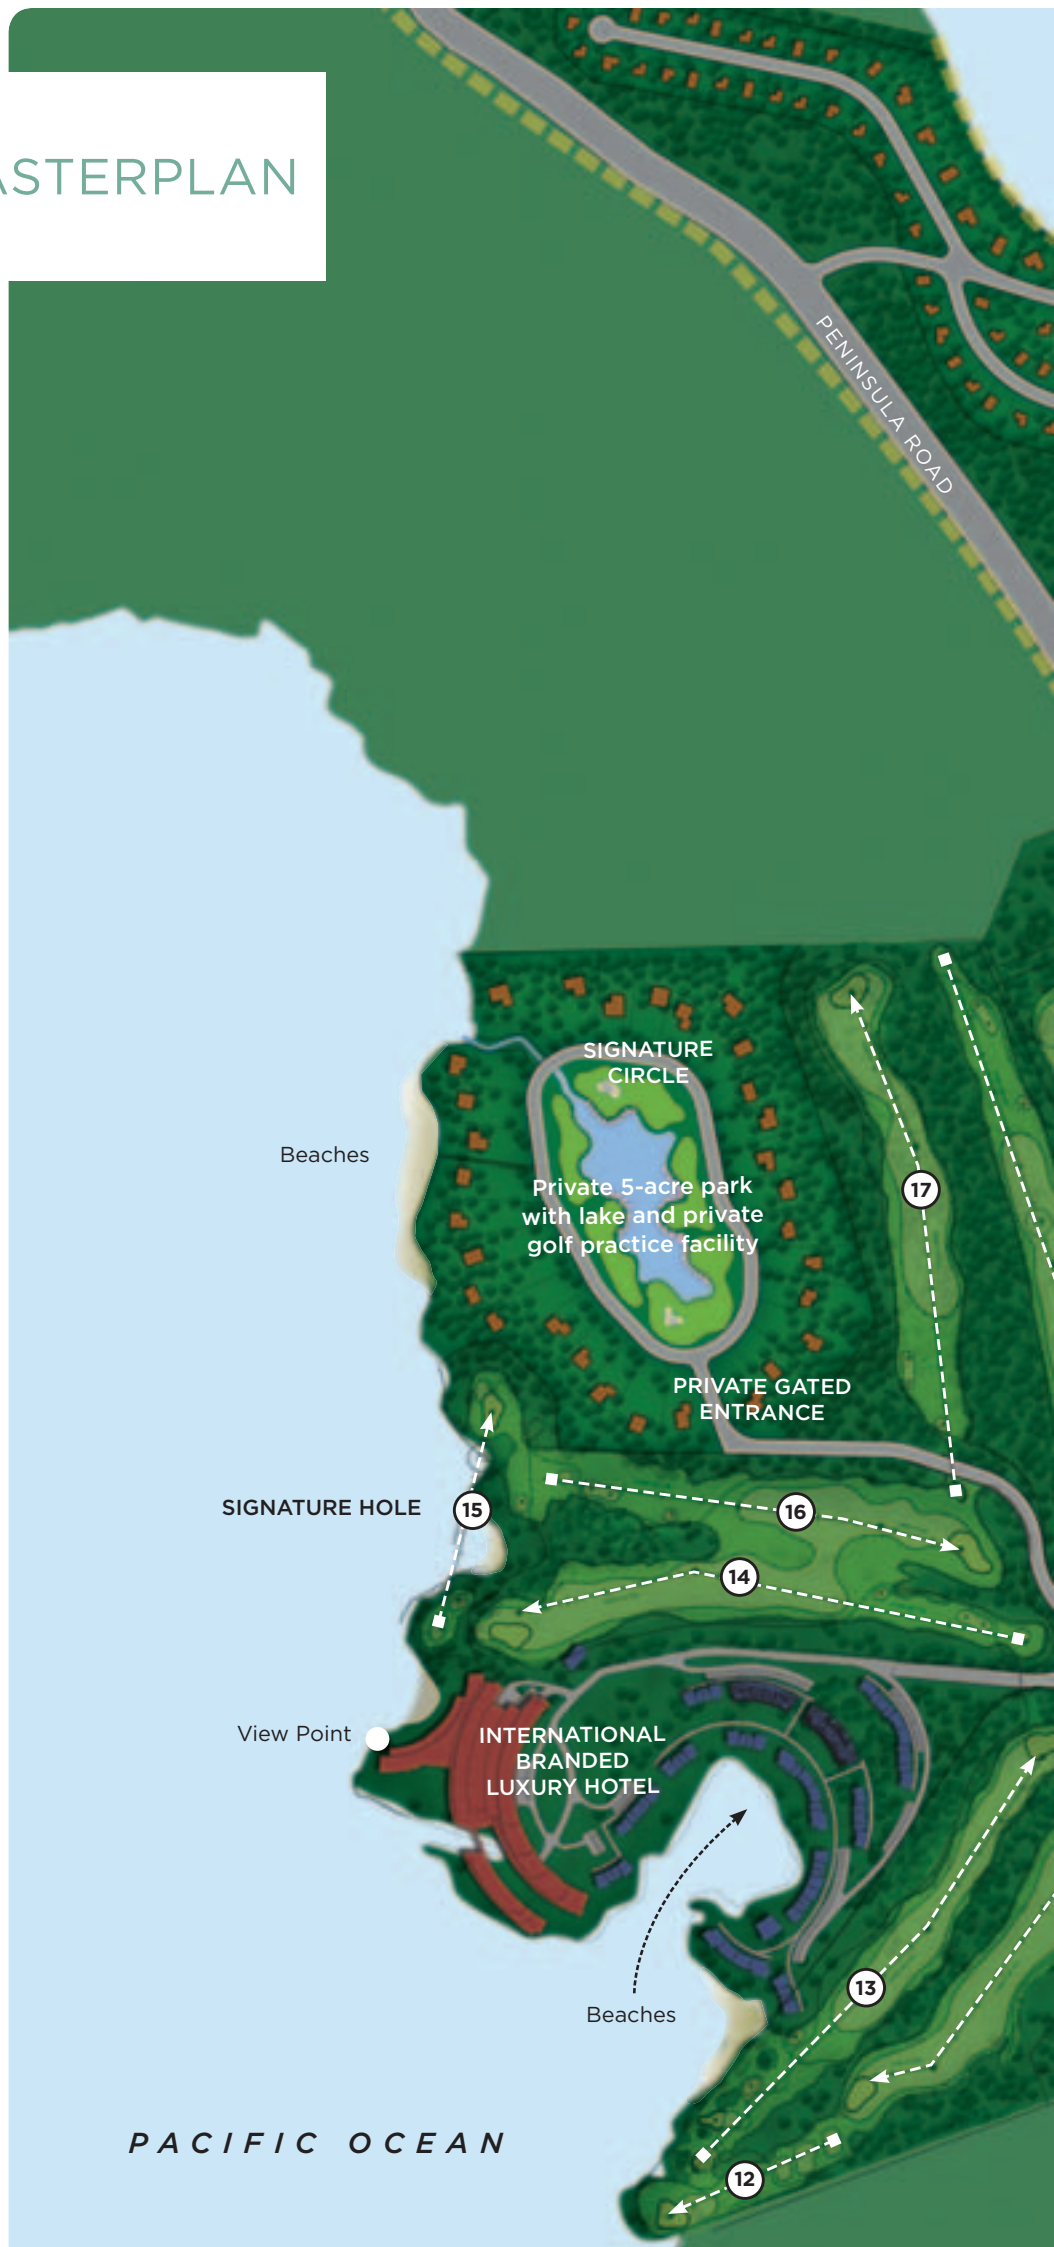 ASTERPLAN
PENINSULA ROAD
SIGNATURE
CIRCLE
Beaches
Private 5-acre park
with lake and private
golf practice facility
17
PRIVATE GATED
ENTRANCE
SIGNATURE HOLE
15
16
14
View Point
INTERNATIONAL
BRANDED
LUXURY HOTEL
13
Beaches
PACIFIC OCEAN
12